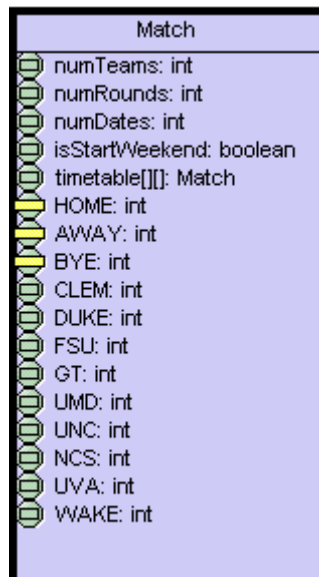 Match
numTeams: int
numRounds: int
numDates: int
isStartWeekend: boolean
timetable[][]: Match
HOME: int
AWAY: int
BYE: int
CLEM: int
DUKE: int
FSU: int
GT: int
UMD: int
UNC: int
NCS: int
UVA: int
WAKE: int